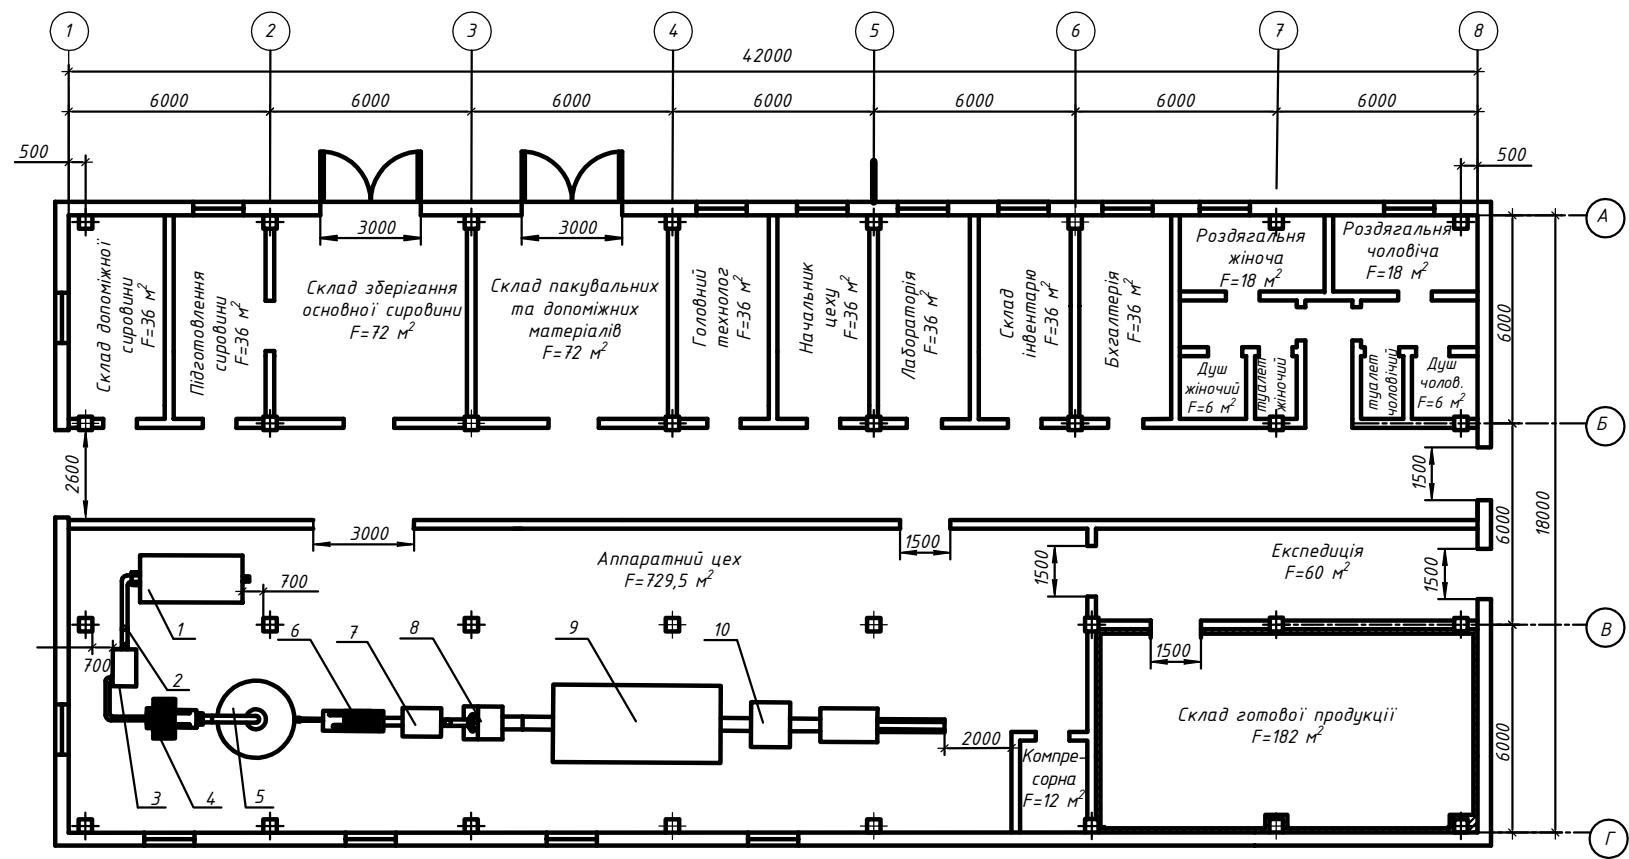 1 2 3 4 5 6 7 8
42000
6000 6000 6000 6000 6000 6000 6000
500 500
3000 3000
А
Склад допоміжної
сировини
F=36 м²
Підготовлення
сировини
F=36 м²
Склад зберігання
основної сировини
F=72 м²
Склад пакувальних
та допоміжних
матеріалів
F=72 м²
Головний
технолог
F=36 м²
Начальник
цеху
F=36 м²
Лабораторія
F=36 м²
Склад
інвентарю
F=36 м²
Бхгалтерія
F=36 м²
Роздягальня
жіноча
F=18 м²
Роздягальня
чоловіча
F=18 м²
Душ
жіночий
F=6 м²
туалет
жіночий
туалет
чоловічий
Душ
чолов.
F=6 м²
6000
Б
2600
1500
6000
18000
3000
1500
Аппаратний цех
F=729,5 м²
1500
Експедиція
F=60 м²
1500
700
1
6 7 8 9 10
В
700
2
1500
Склад готової продукції
F=182 м²
6000
2000
Компре-
сорна
F=12 м²
3 4 5
Г